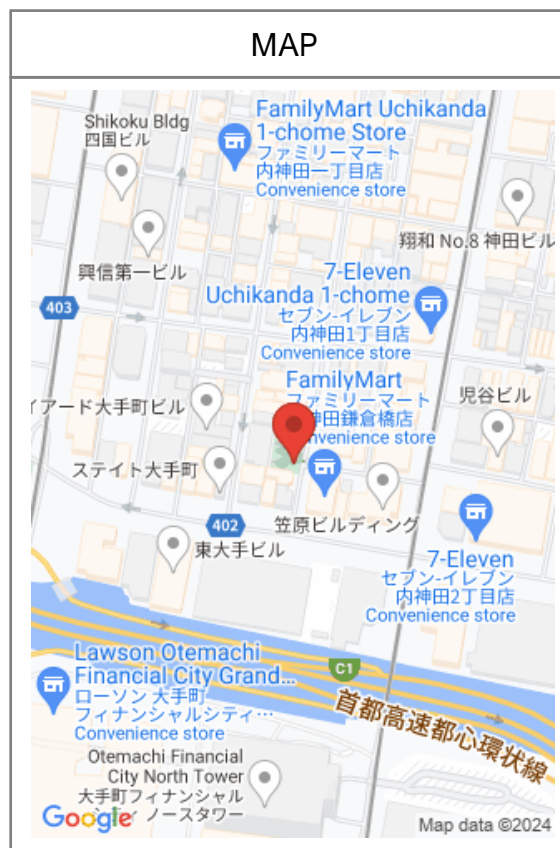 MAP
FamilyMart Uchikanda
1-chome Store
ファミリーマート
内神田一丁目店
Convenience store
Shikoku Bldg
四国ビル
翔和 No.8 神田ビル
興信第一ビル
7-Eleven
Uchikanda 1-chome
セブン-イレブン
内神田1丁目店
Convenience store
403
FamilyMart
ファミリーマート
神田鎌倉橋店
store
児谷ビル
イアード大手町ビル
ステイト大手町
笠原ビルディング
402
東大手ビル
7-Eleven
セブン-イレブン
内神田2丁目店
Convenience store
Lawson Otemachi
Financial City Grand...
ローソン 大手町
フィナンシャルシティ…
Convenience store
C1
首都高速都心環状線
Otemachi Financial
City North Tower
大手町フィナンシャル
ノースタワー
Google
Map data ©2024